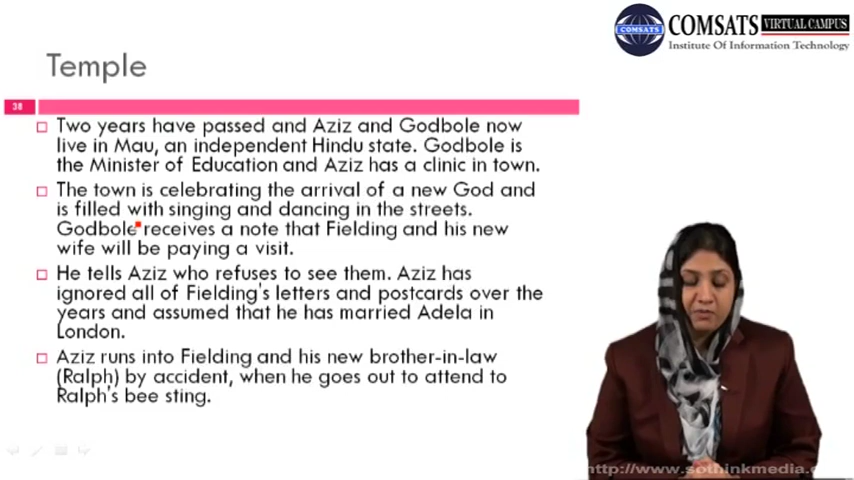 COMSATS
COMSATS VIRTUAL CAMPUS
Institute Of Information Technology
Temple
38
Two years have passed and Aziz and Godbole now
live in Mau, an independent Hindu state. Godbole is
the Minister of Education and Aziz has a clinic in town.
The town is celebrating the arrival of a new God and
is filled with singing and dancing in the streets.
Godbole receives a note that Fielding and his new
wife will be paying a visit.
He tells Aziz who refuses to see them. Aziz has
ignored all of Fielding's letters and postcards over the
years and assumed that he has married Adela in
London.
Aziz runs into Fielding and his new brother-in-law
(Ralph) by accident, when he goes out to attend to
Ralph's bee sting.
http://www.sothinkmedia.co